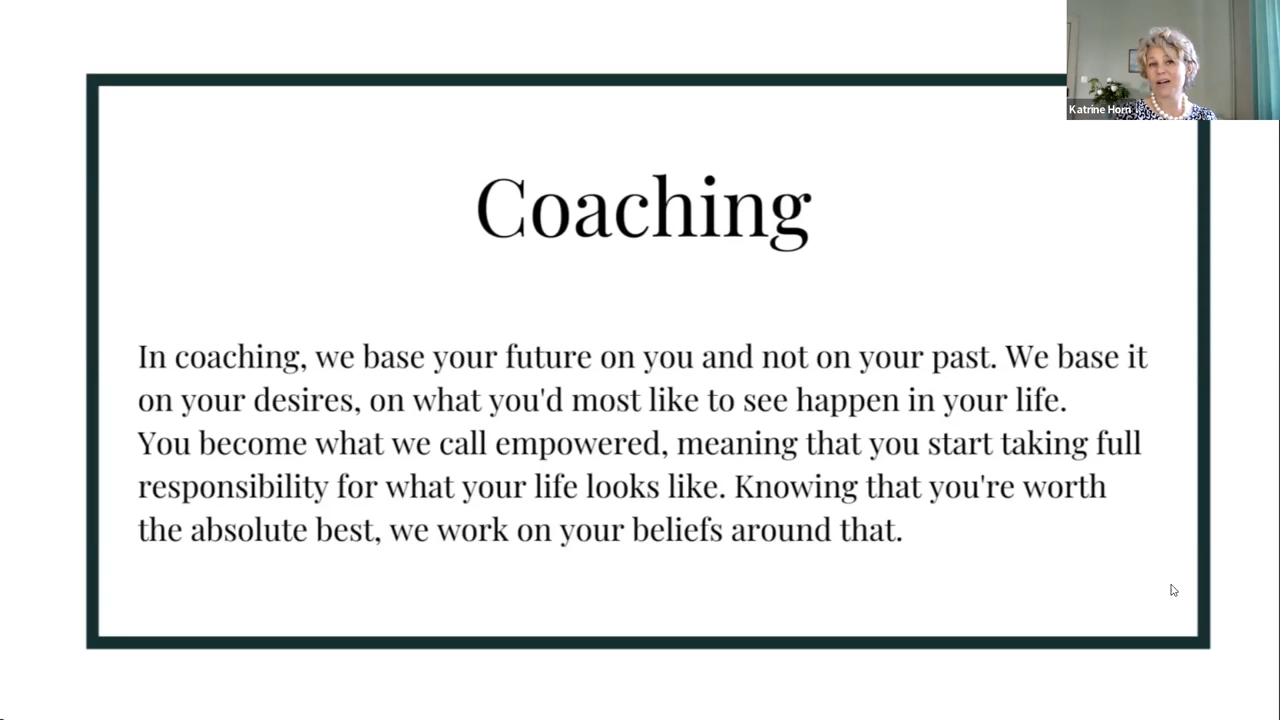 Katrine Horn
Coaching
In coaching, we base your future on you and not on your past. We base it
on your desires, on what you'd most like to see happen in your life.
You become what we call empowered, meaning that you start taking full
responsibility for what your life looks like. Knowing that you're worth
the absolute best, we work on your beliefs around that.